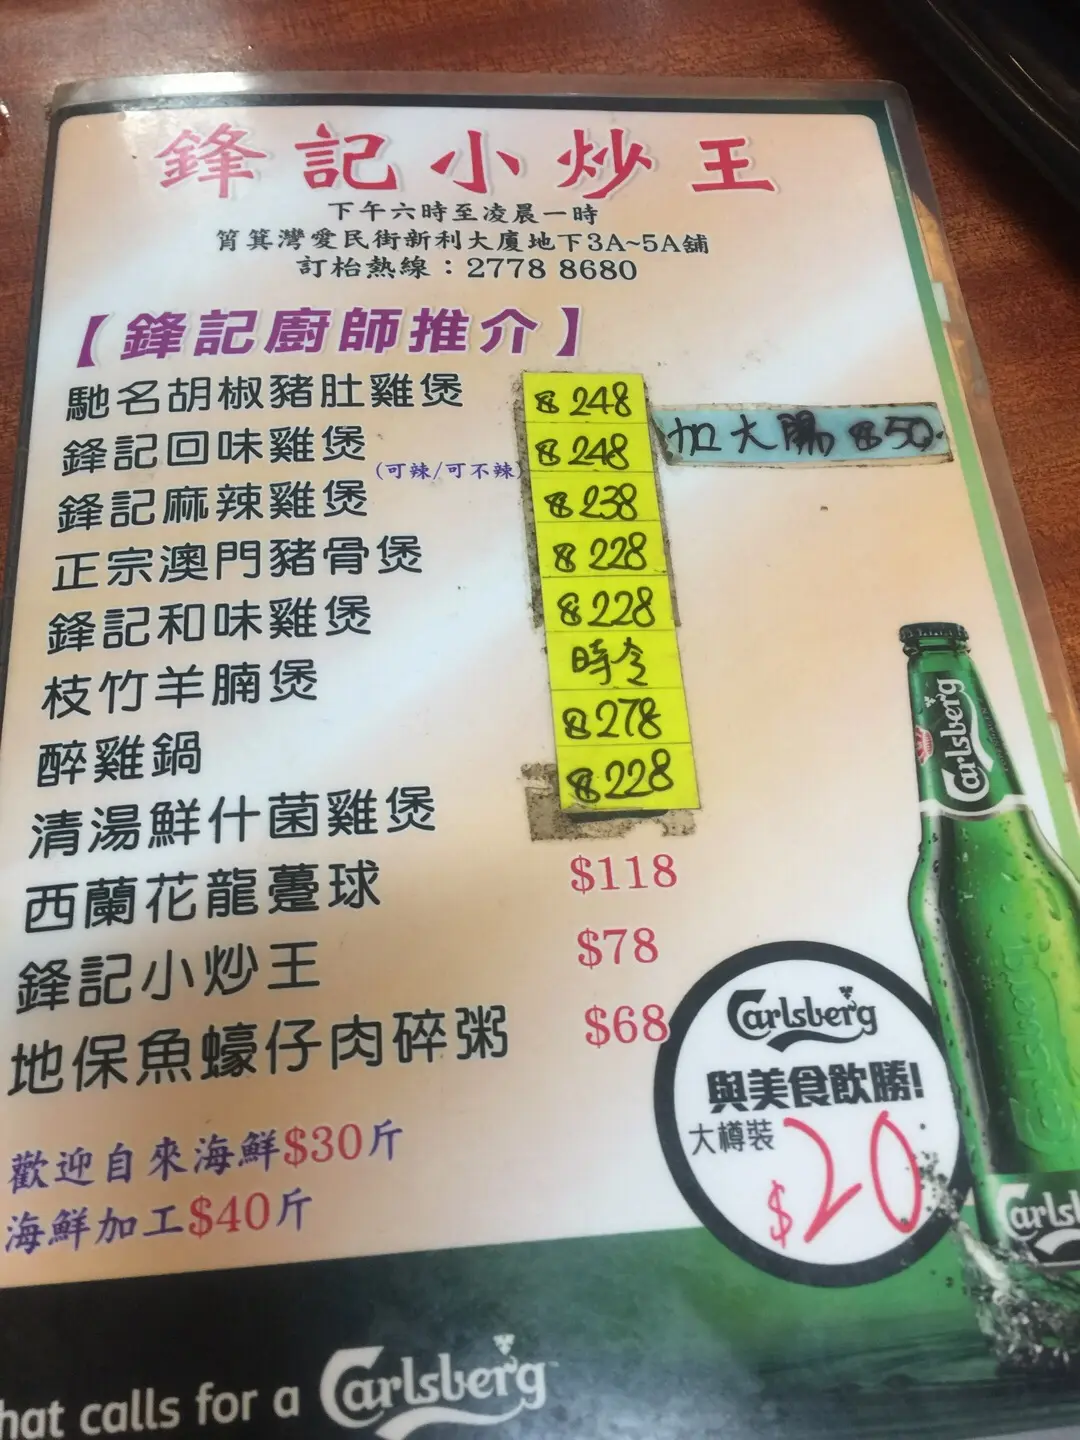 鋒記小炒王
下午六時至凌晨一時
筲箕灣愛民街新利大廈地下3A~5A舖
訂枱熱線：2778 8680
【鋒記廚師推介】
馳名胡椒豬肚雞煲 $248 加大腸 $50.
鋒記回味雞煲 $248
(可辣/可不辣)
鋒記麻辣雞煲 $238
正宗澳門豬骨煲 $228
鋒記和味雞煲 $228
枝竹羊腩煲 時令
醉雞鍋 $278
清湯鮮什菌雞煲 $228
西蘭花龍躉球 $118
鋒記小炒王 $78
地保魚蠔仔肉碎粥 $68
歡迎自來海鮮$30斤
海鮮加工$40斤
Carlsberg
與美食飲勝!
大樽裝
$20
Carlsberg
Carlsb
hat calls for a Carlsberg